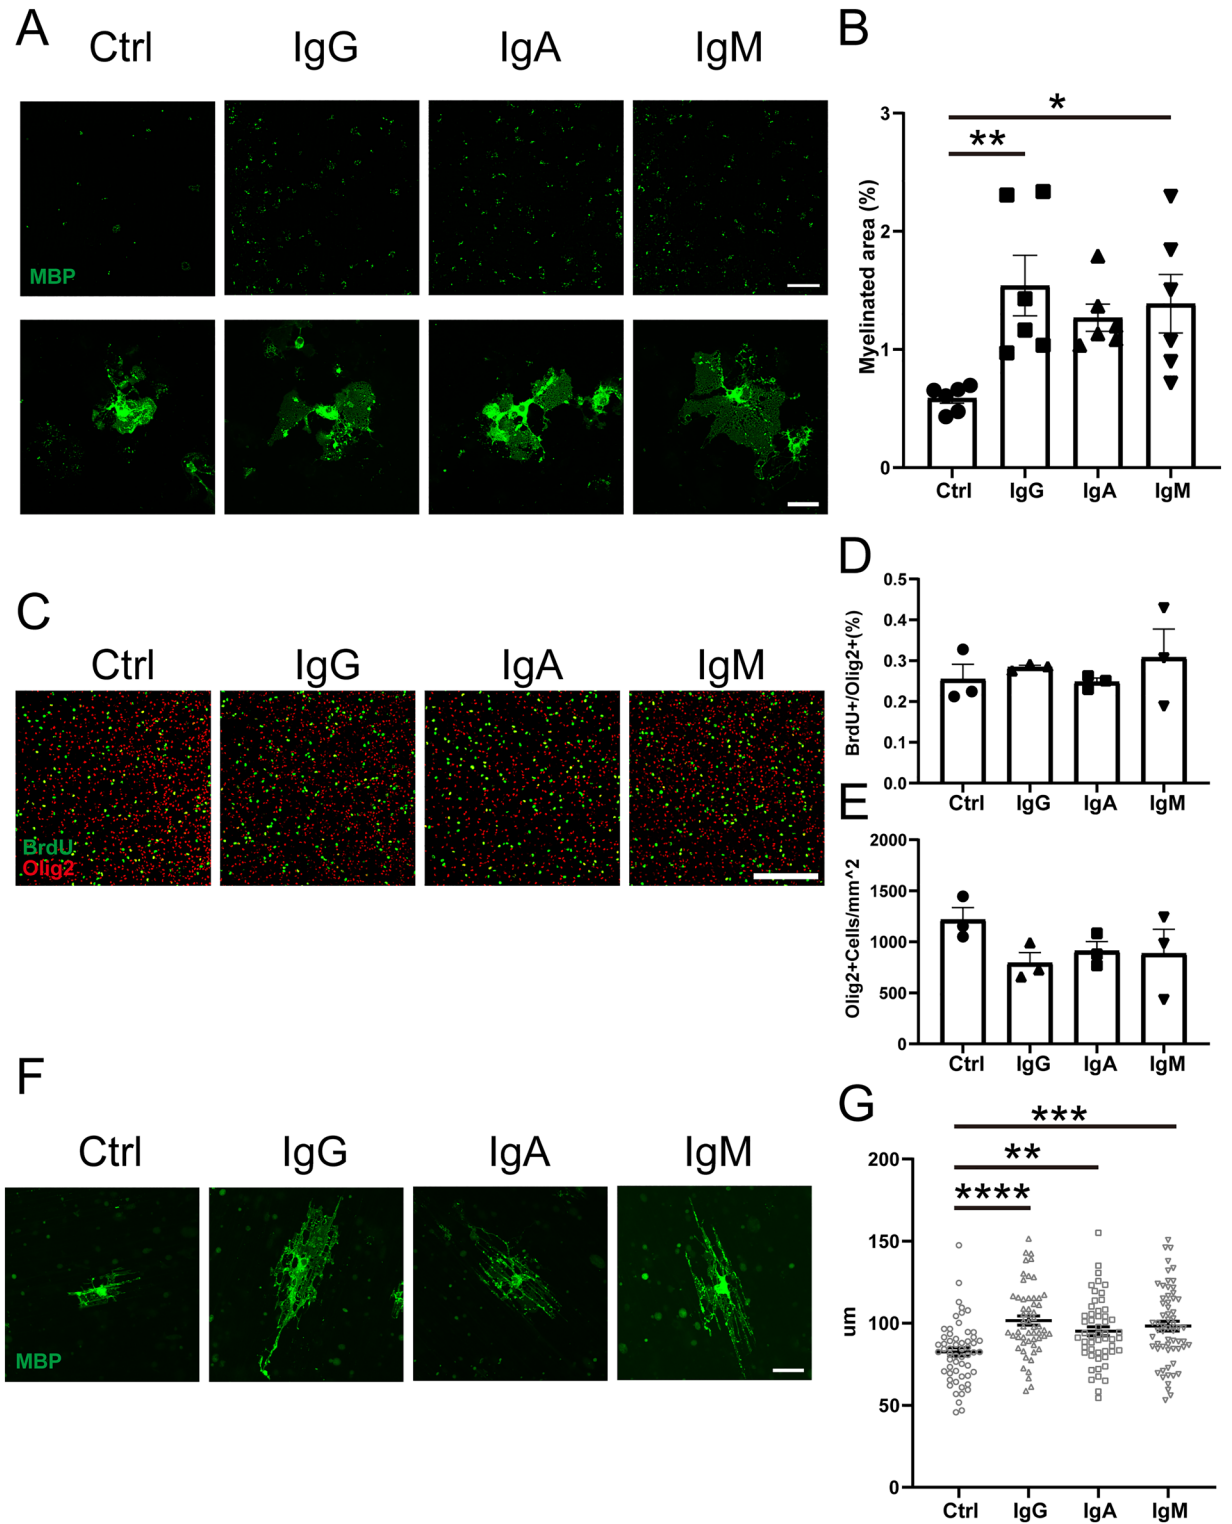 A
Ctrl IgG IgA IgM
MBP
B
* 
**
Myelinated area (%)
3
2
1
0
Ctrl IgG IgA IgM
C
Ctrl IgG IgA IgM
BrdU
Olig2
D
BrdU+/Olig2+(%)
0.5
0.4
0.3
0.2
0.1
0.0
Ctrl IgG IgA IgM
E
Olig2+Cells/mm^2
2000
1500
1000
500
0
Ctrl IgG IgA IgM
F
Ctrl IgG IgA IgM
MBP
G
***
**
****
um
200
150
100
50
0
Ctrl IgG IgA IgM